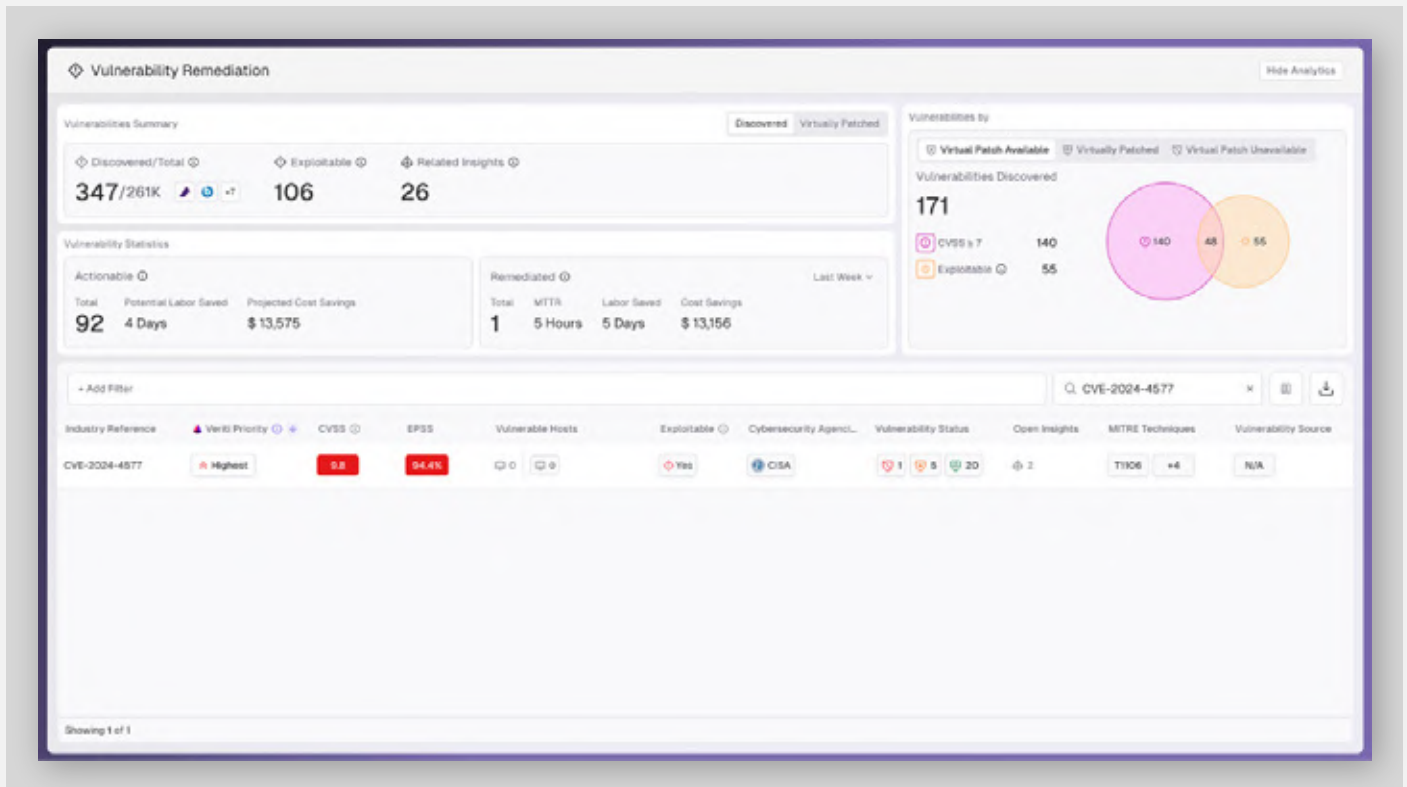 Vulnerability Remediation
Hide Analytics
Vulnerabilities Summary
Discovered Virtually Patched
Discovered/Total
Exploitable
Related Insights
347/261K +7
106
26
Vulnerability Statistics
Actionable
Total Potential Labor Saved Projected Cost Savings
92 4 Days $ 13,575
Remediated
Last Week
Total MTTR Labor Saved Cost Savings
1 5 Hours 5 Days $ 13,156
Vulnerabilities by
Virtual Patch Available Virtually Patched Virtual Patch Unavailable
Vulnerabilities Discovered
171
CVSS ≥ 7 140
Exploitable 55
140 48 55
+ Add Filter
CVE-2024-4577
Industry Reference Veriti Priority CVSS EPSS Vulnerable Hosts Exploitable Cybersecurity Agenci... Vulnerability Status Open Insights MITRE Techniques Vulnerability Source
CVE-2024-4577 Highest 9.8 94.4% 0 0 Yes CISA 1 5 20 2 T1106 +4 N/A
Showing 1 of 1